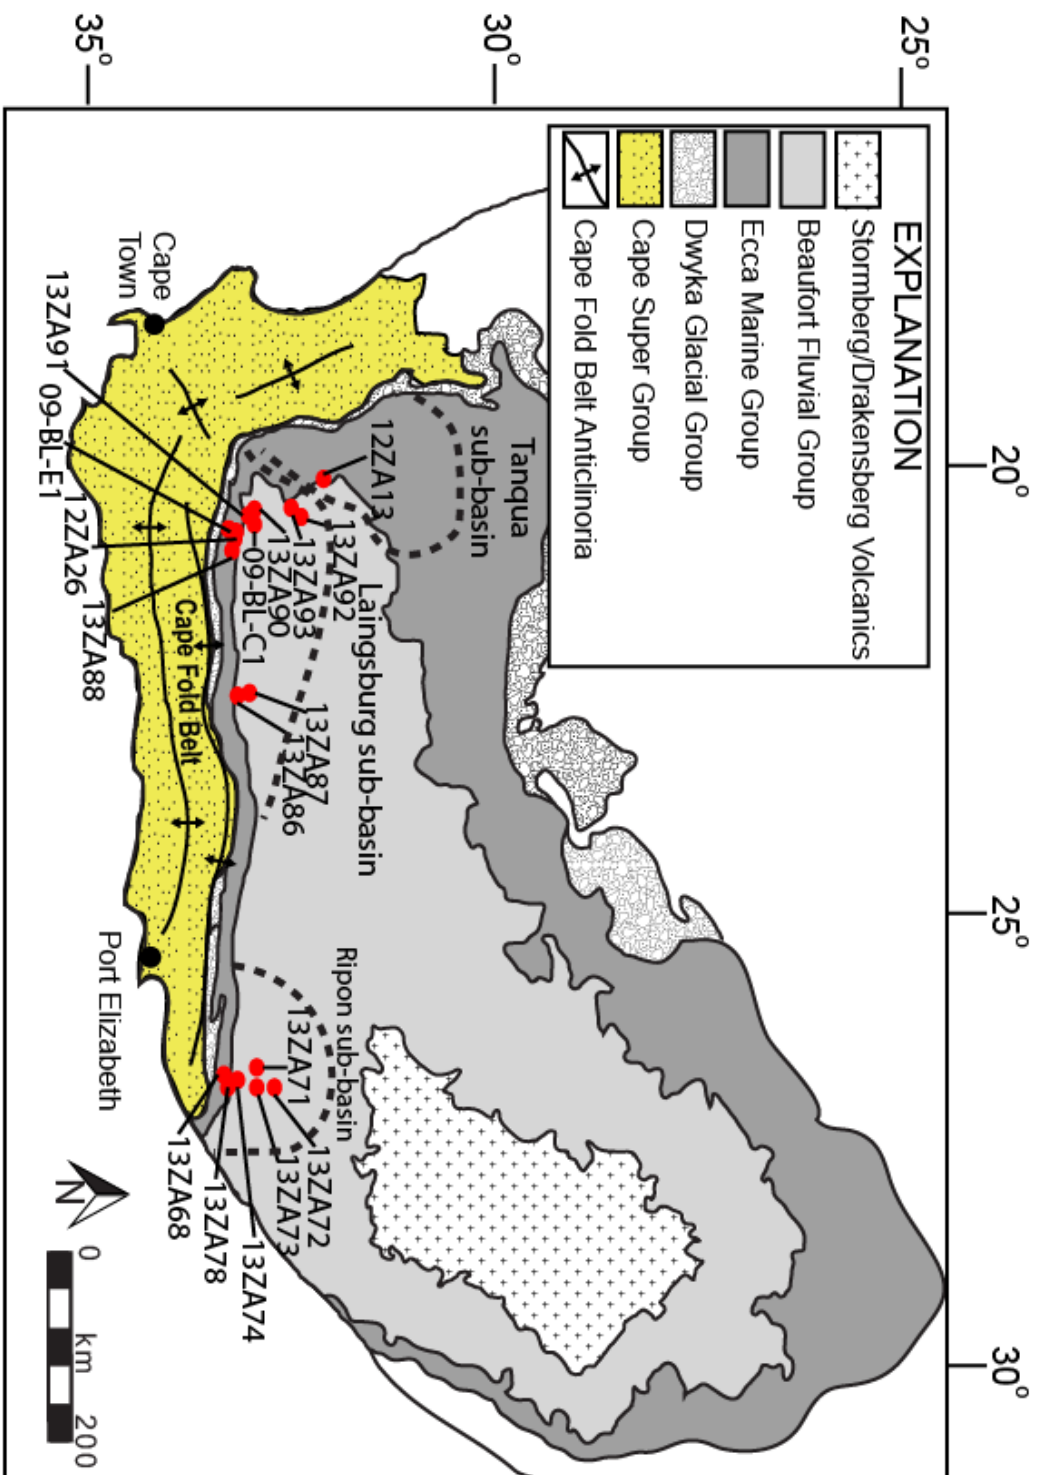 EXPLANATION
Stormberg/Drakensberg Volcanics
Beaufort Fluvial Group
Ecca Marine Group
Dwyka Glacial Group
Cape Super Group
Cape Fold Belt Anticlinoria
20°
25°
30°
25°
30°
35°
Tanqua
sub-basin
12ZA13
13ZA92
13ZA93
13ZA90
09-BL-C1
Laingsburg sub-basin
13ZA87
13ZA86
Ripon sub-basin
13ZA71
13ZA72
13ZA73
13ZA74
13ZA78
13ZA68
Cape
Town
13ZA91
09-BL-E1
12ZA26
13ZA88
Cape Fold Belt
Port Elizabeth
N
0 km 200